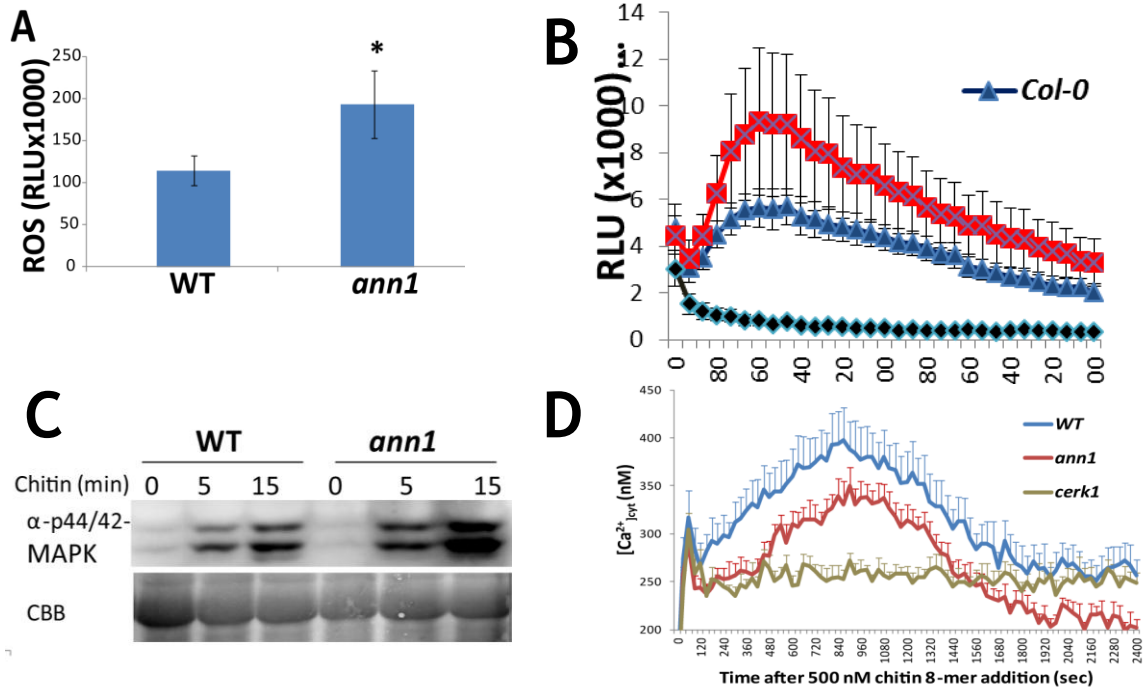 A
ROS (RLUx1000)
250
200
150
100
50
0
*
WT ann1
B
RLU (x1000)...
14
12
10
8
6
4
2
0
Col-0
0 80 60 40 20 00 80 60 40 20 00
C
WT ann1
Chitin (min) 0 5 15 0 5 15
α-p44/42-
MAPK
CBB
D
[Ca²⁺]cyt (nM)
450
400
350
300
250
200
WT
ann1
cerk1
0 120 240 360 480 600 720 840 960 1080 1200 1320 1440 1560 1680 1800 1920 2040 2160 2280 2400
Time after 500 nM chitin 8-mer addition (sec)